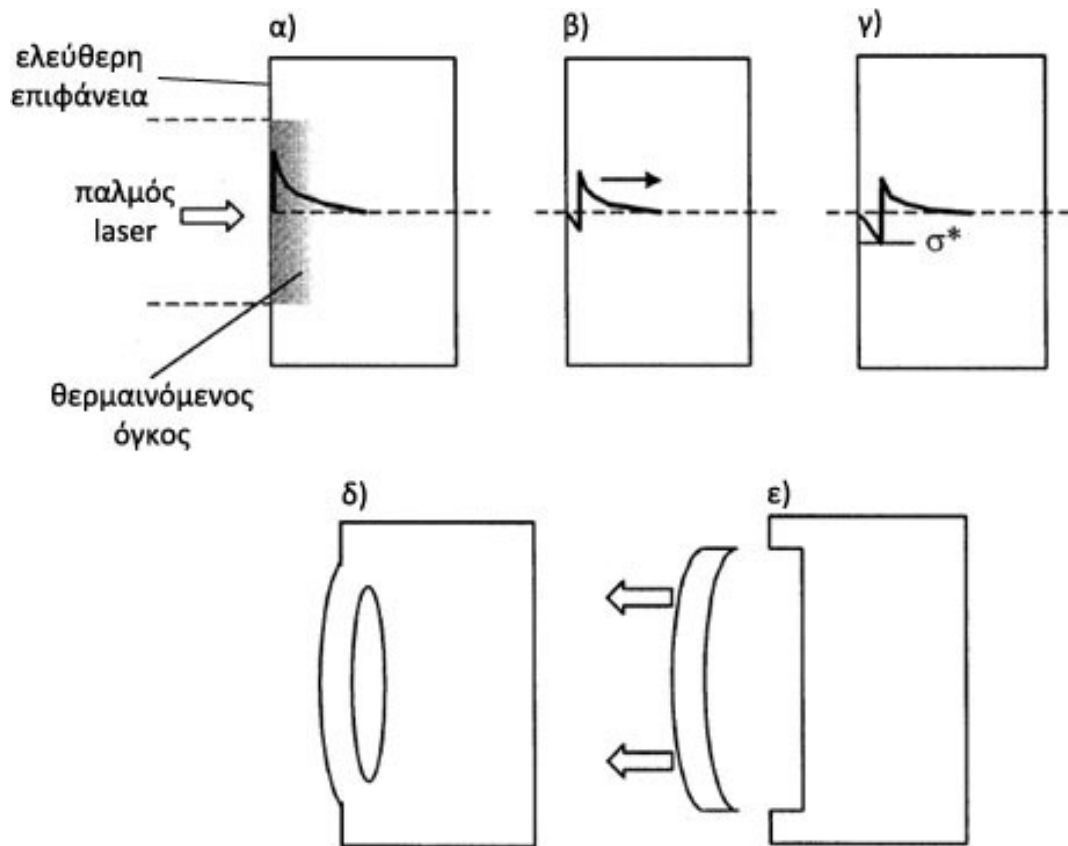 α)
β)
γ)
ελεύθερη
επιφάνεια
παλμός
laser
σ*
θερμαινόμενος
όγκος
δ)
ε)